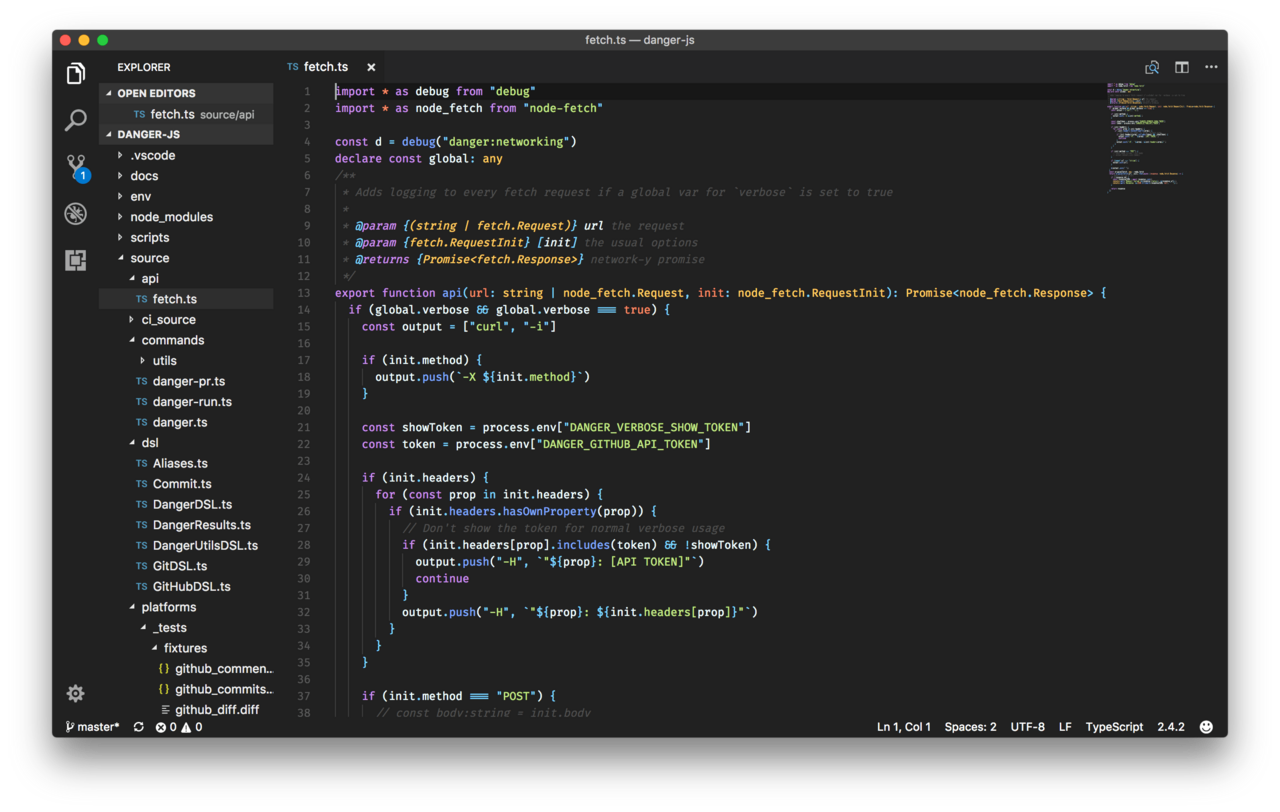 fetch.ts — danger-js
EXPLORER
OPEN EDITORS
TS fetch.ts source/api
DANGER-JS
.vscode
docs
env
node_modules
scripts
source
api
TS fetch.ts
ci_source
commands
utils
TS danger-pr.ts
TS danger-run.ts
TS danger.ts
dsl
TS Aliases.ts
TS Commit.ts
TS DangerDSL.ts
TS DangerResults.ts
TS DangerUtilsDSL.ts
TS GitDSL.ts
TS GitHubDSL.ts
platforms
_tests
fixtures
{} github_commen...
{} github_commits...
github_diff.diff
1
TS fetch.ts ×
1 import * as debug from "debug"
2 import * as node_fetch from "node-fetch"
3
4 const d = debug("danger:networking")
5 declare const global: any
6 /**
7 * Adds logging to every fetch request if a global var for `verbose` is set to true
8 *
9 * @param {(string | fetch.Request)} url the request
10 * @param {fetch.RequestInit} [init] the usual options
11 * @returns {Promise<fetch.Response>} network-y promise
12 */
13 export function api(url: string | node_fetch.Request, init: node_fetch.RequestInit): Promise<node_fetch.Response> {
14 if (global.verbose && global.verbose === true) {
15 const output = ["curl", "-i"]
16
17 if (init.method) {
18 output.push(`-X ${init.method}`)
19 }
20
21 const showToken = process.env["DANGER_VERBOSE_SHOW_TOKEN"]
22 const token = process.env["DANGER_GITHUB_API_TOKEN"]
23
24 if (init.headers) {
25 for (const prop in init.headers) {
26 if (init.headers.hasOwnProperty(prop)) {
27 // Don't show the token for normal verbose usage
28 if (init.headers[prop].includes(token) && !showToken) {
29 output.push("-H", `"${prop}: [API TOKEN]"`)
30 continue
31 }
32 output.push("-H", `"${prop}: ${init.headers[prop]}"`)
33 }
34 }
35 }
36
37 if (init.method === "POST") {
38 // const body:string = init.body
master* 0 0
Ln 1, Col 1 Spaces: 2 UTF-8 LF TypeScript 2.4.2